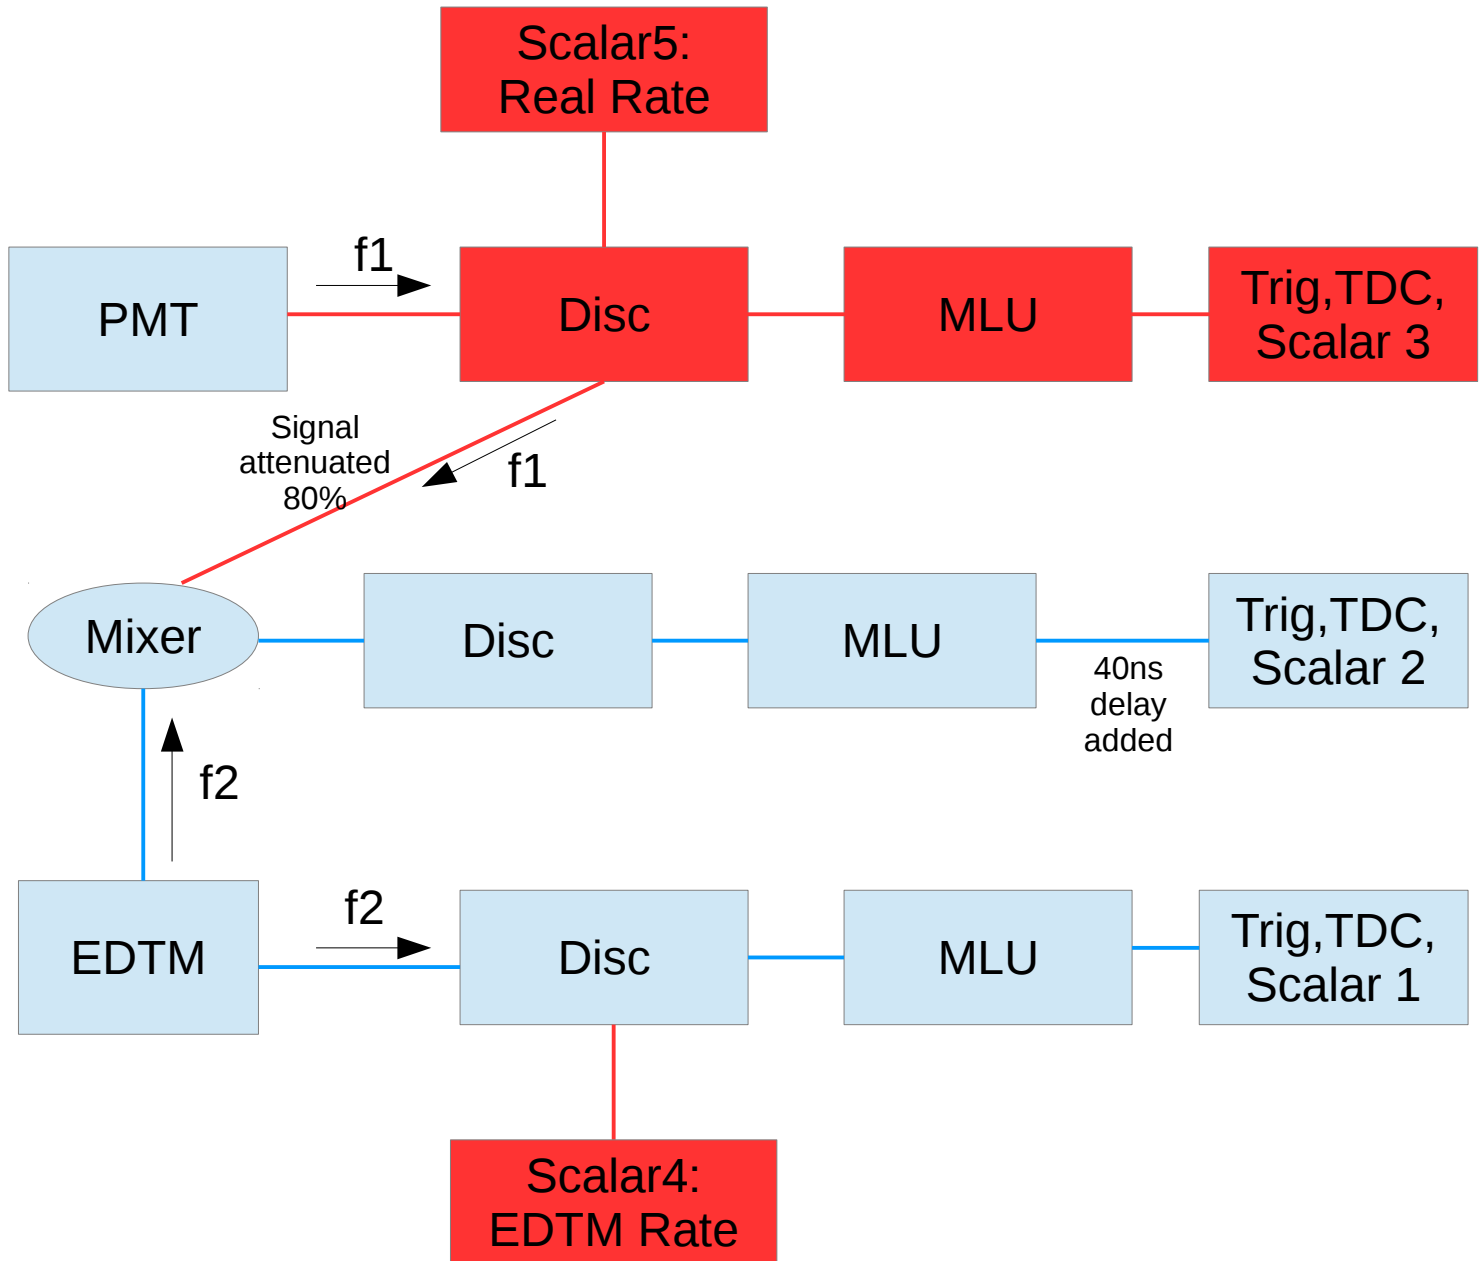 Scalar5:
Real Rate
f1
PMT
Disc
MLU
Trig,TDC,
Scalar 3
Signal
attenuated
80%
f1
Mixer
Disc
MLU
Trig,TDC,
Scalar 2
40ns
delay
added
f2
f2
EDTM
Disc
MLU
Trig,TDC,
Scalar 1
Scalar4:
EDTM Rate